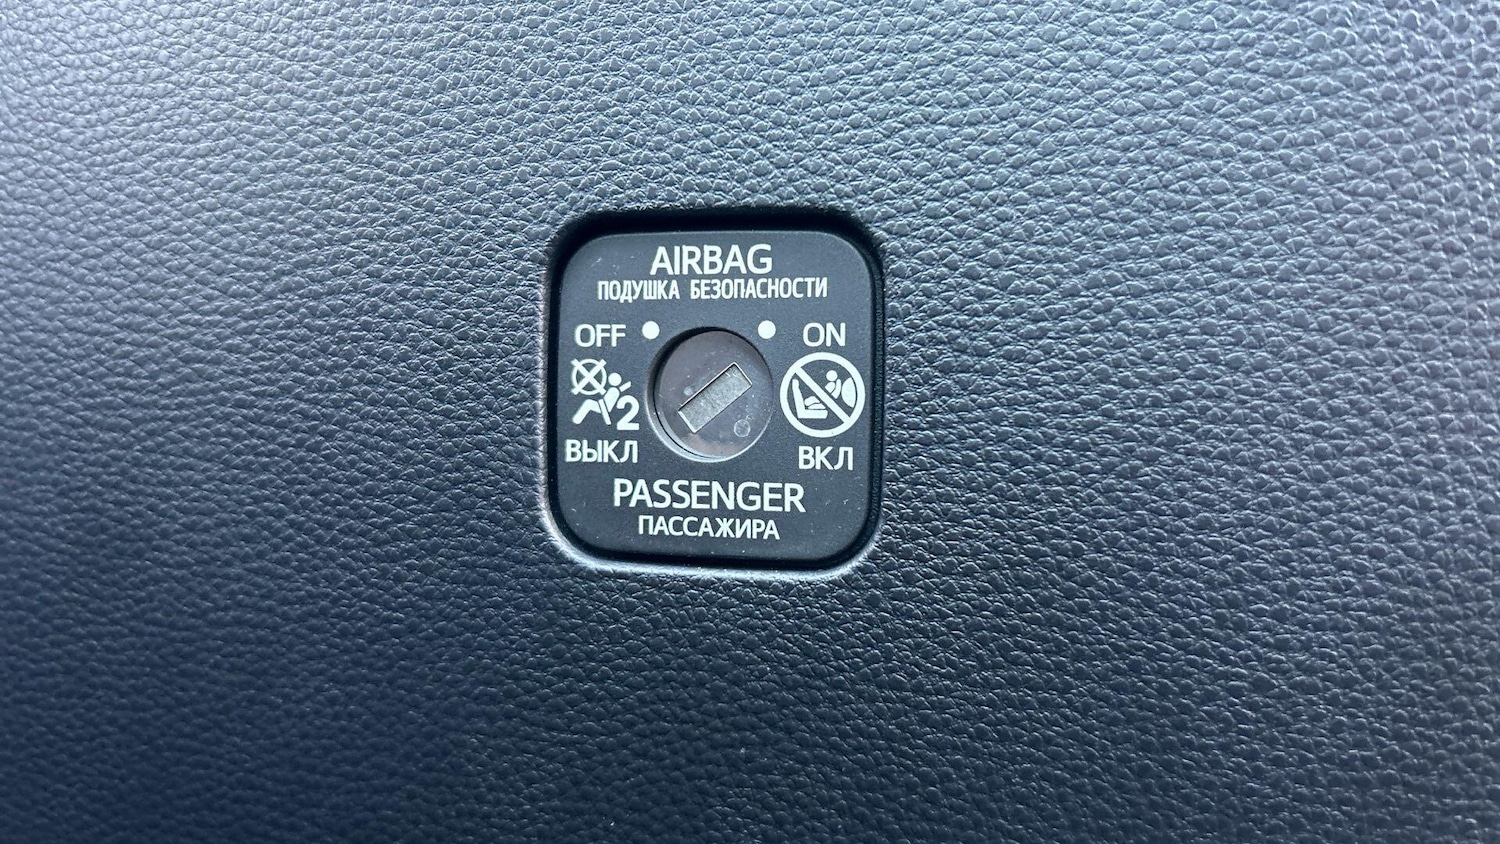 AIRBAG
ПОДУШКА БЕЗОПАСНОСТИ
OFF ON
2
ВЫКЛ ВКЛ
PASSENGER
ПАССАЖИРА